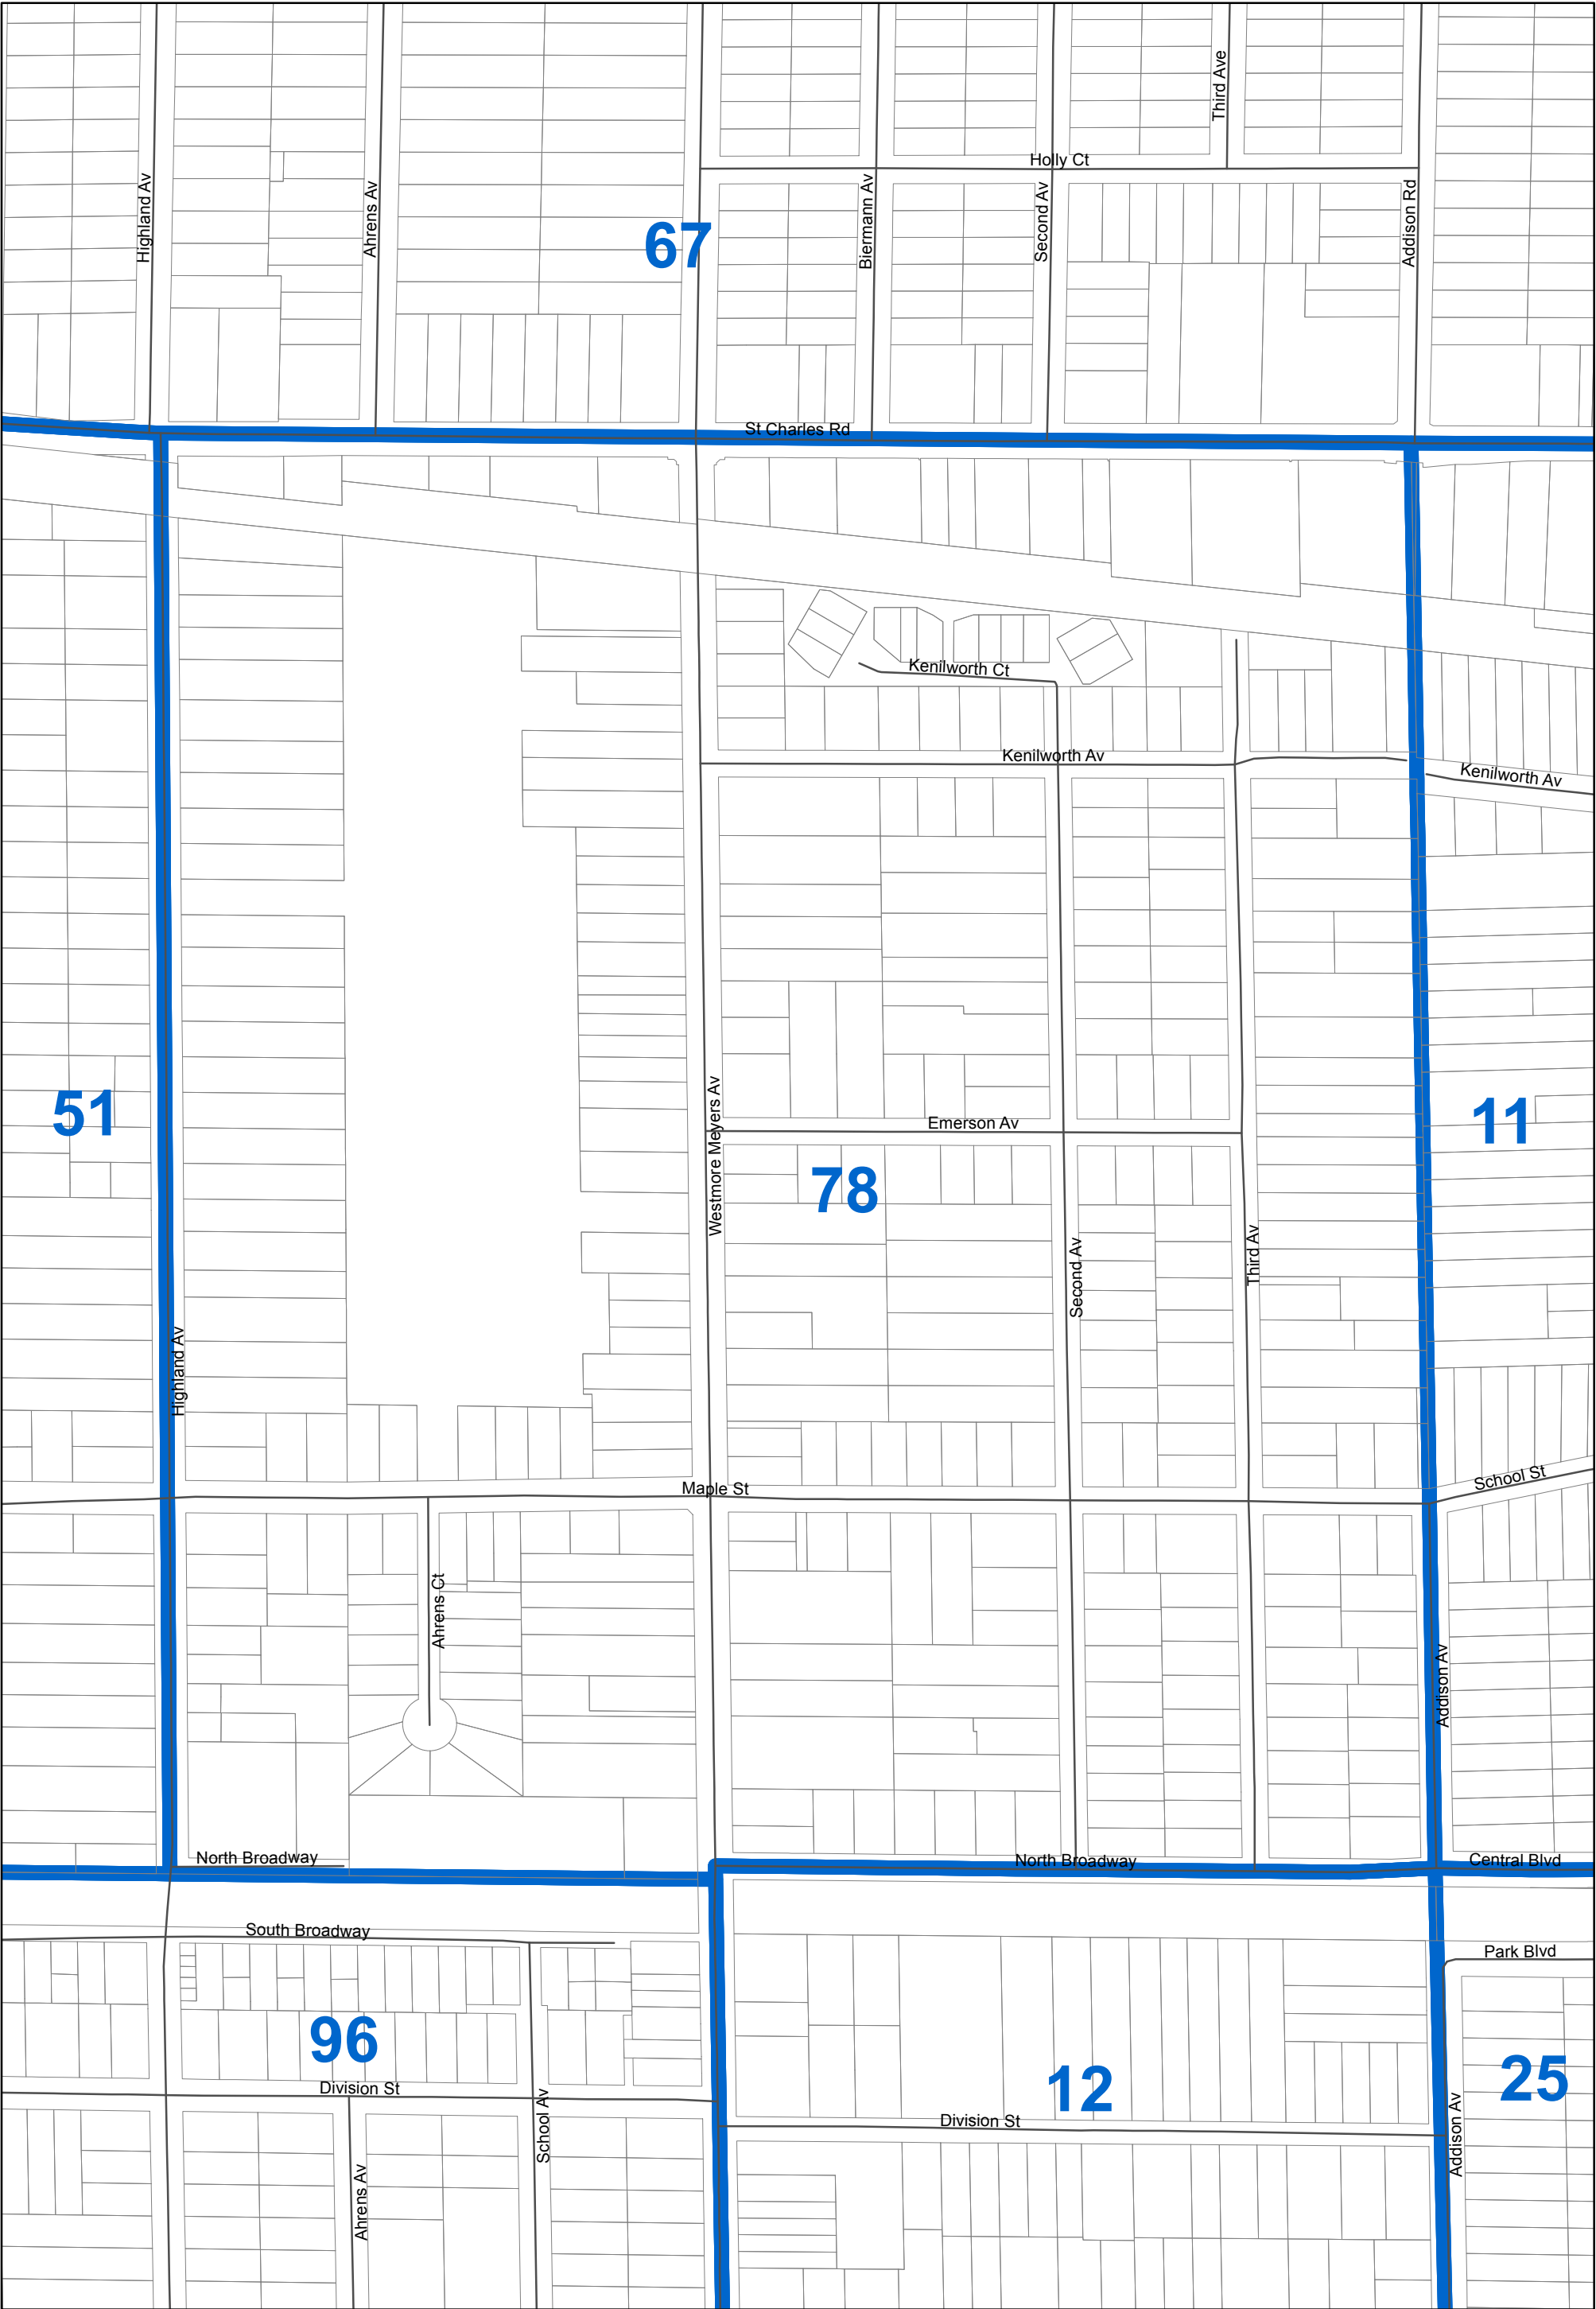 Third Ave
Holly Ct
Highland Av
Ahrens Av
Biermann Av
Second Av
Addison Rd
67
St Charles Rd
Kenilworth Ct
Kenilworth Av
Kenilworth Av
51
Westmore Meyers Av
Emerson Av
11
78
Second Av
Third Av
Highland Av
Maple St
School St
Ahrens Ct
Addison Av
North Broadway
North Broadway
Central Blvd
South Broadway
Park Blvd
96
12
25
Division St
School Av
Division St
Addison Av
Ahrens Av